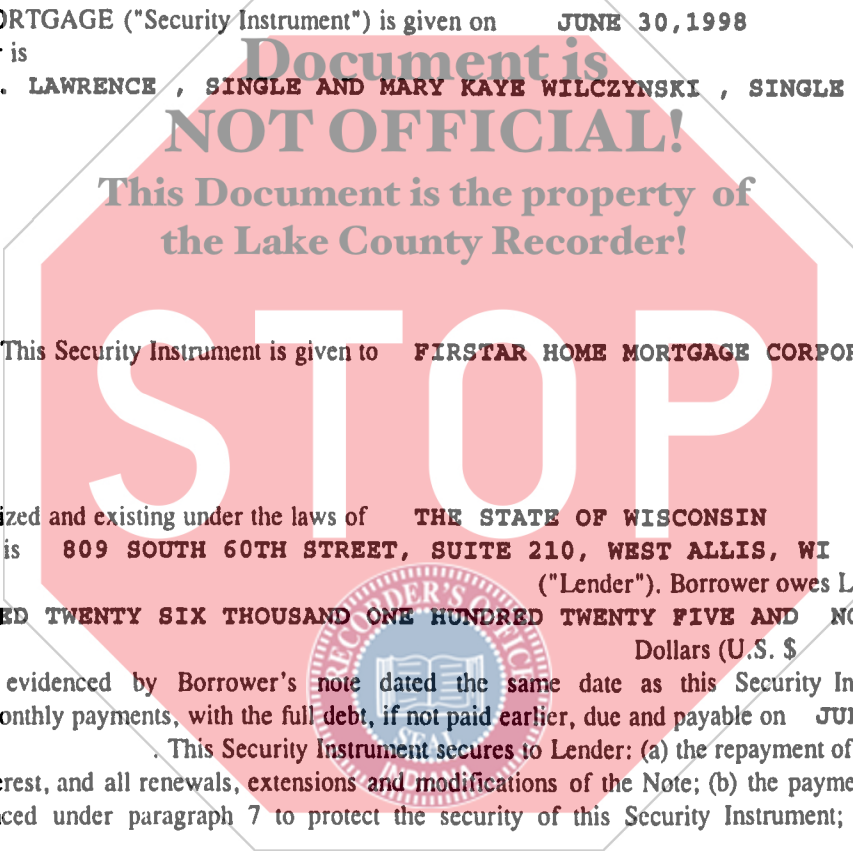 ORTGAGE ("Security Instrument") is given on JUNE 30,1998
is
Document is
. LAWRENCE , SINGLE AND MARY KAYE WILCZYNSKI , SINGLE
NOT OFFICIAL!
This Document is the property of
the Lake County Recorder!
STOP
This Security Instrument is given to FIRSTAR HOME MORTGAGE CORPOR
ized and existing under the laws of THE STATE OF WISCONSIN
is 809 SOUTH 60TH STREET, SUITE 210, WEST ALLIS, WI
("Lender"). Borrower owes L
ED TWENTY SIX THOUSAND ONE HUNDRED TWENTY FIVE AND NO
Dollars (U.S. $
RECORDER'S OFFICE
SEAL
INDIANA
evidenced by Borrower's note dated the same date as this Security In
onthly payments, with the full debt, if not paid earlier, due and payable on JU
. This Security Instrument secures to Lender: (a) the repayment of
erest, and all renewals, extensions and modifications of the Note; (b) the payme
ced under paragraph 7 to protect the security of this Security Instrument;